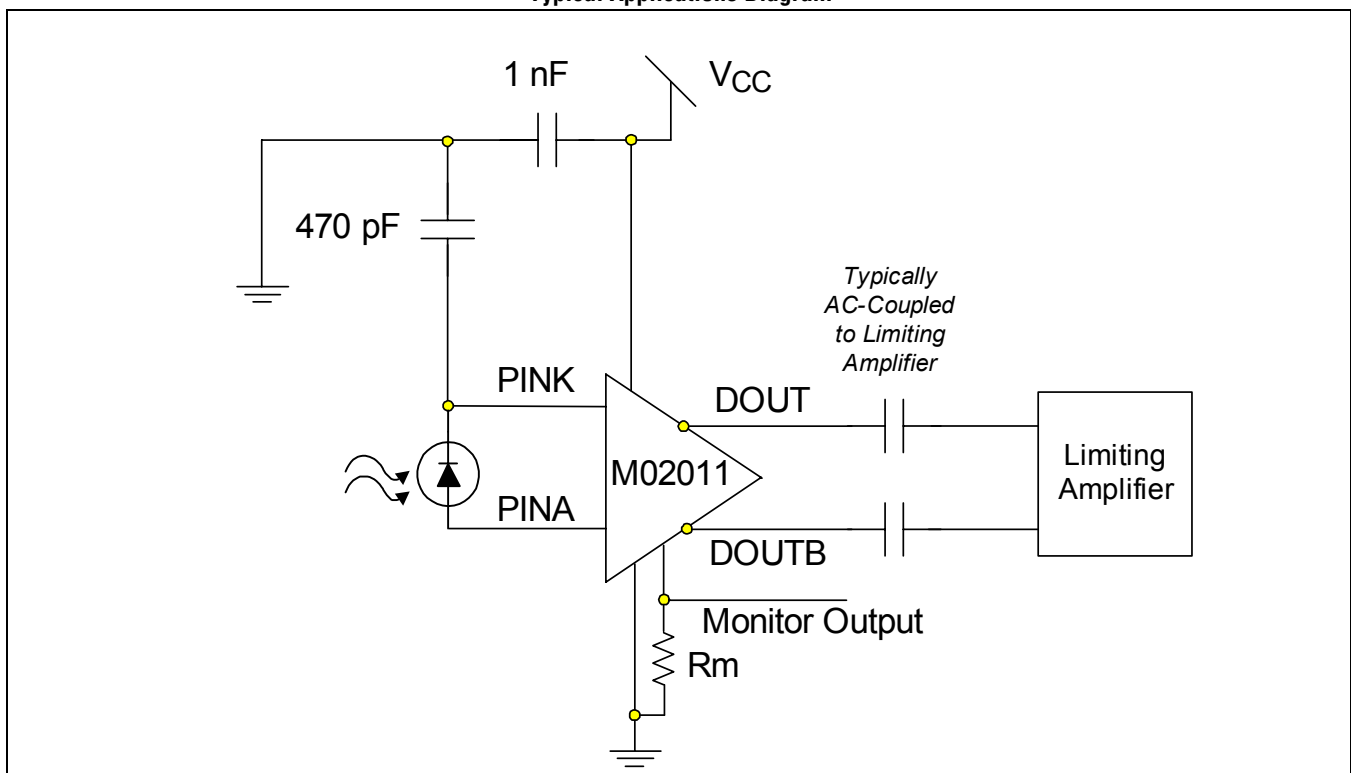 Typical Applications Diagram
1 nF
VCC
470 pF
Typically
AC-Coupled
to Limiting
Amplifier
PINK
DOUT
M02011
Limiting
Amplifier
PINA
DOUTB
Monitor Output
Rm